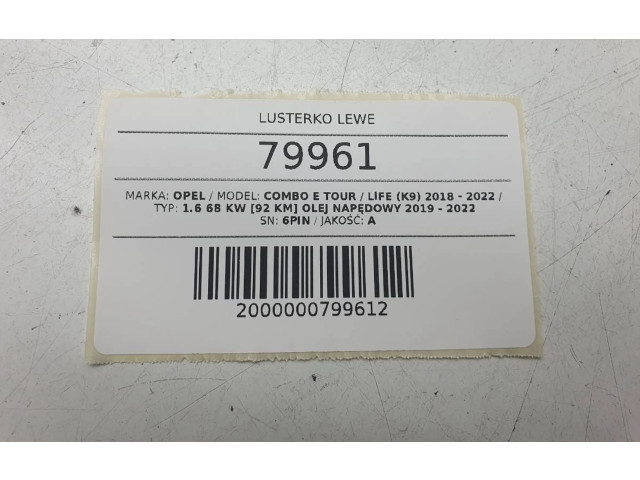 LUSTERKO LEWE
79961
MARKA: OPEL / MODEL: COMBO E TOUR / LIFE (K9) 2018 - 2022 /
TYP: 1.6 68 KW [92 KM] OLEJ NAPĘDOWY 2019 - 2022
SN: 6PIN / JAKOŚĆ: A
2000000799612